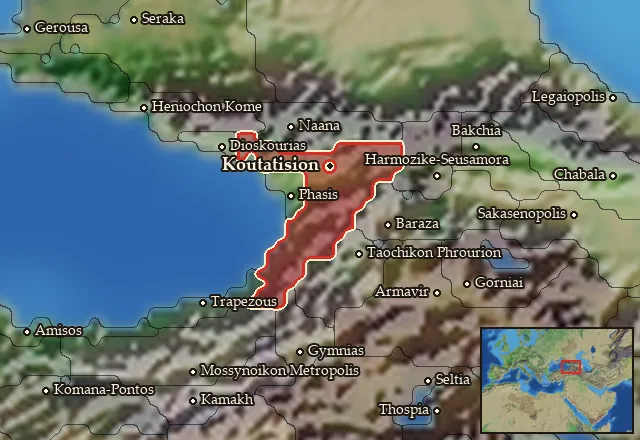 Seraka
Gerousa
Legaiopolis
Heniochon Kome
Naana
Bakchia
Dioskourias
Harmozike-Seusamora
Koutatision
Chabala
Phasis
Sakasenopolis
Baraza
Taochikon Phrourion
Gorniai
Armavir
Trapezous
Amisos
Gymnias
Mossynoikon Metropolis
Seltia
Komana-Pontos
Kamakh
Thospia